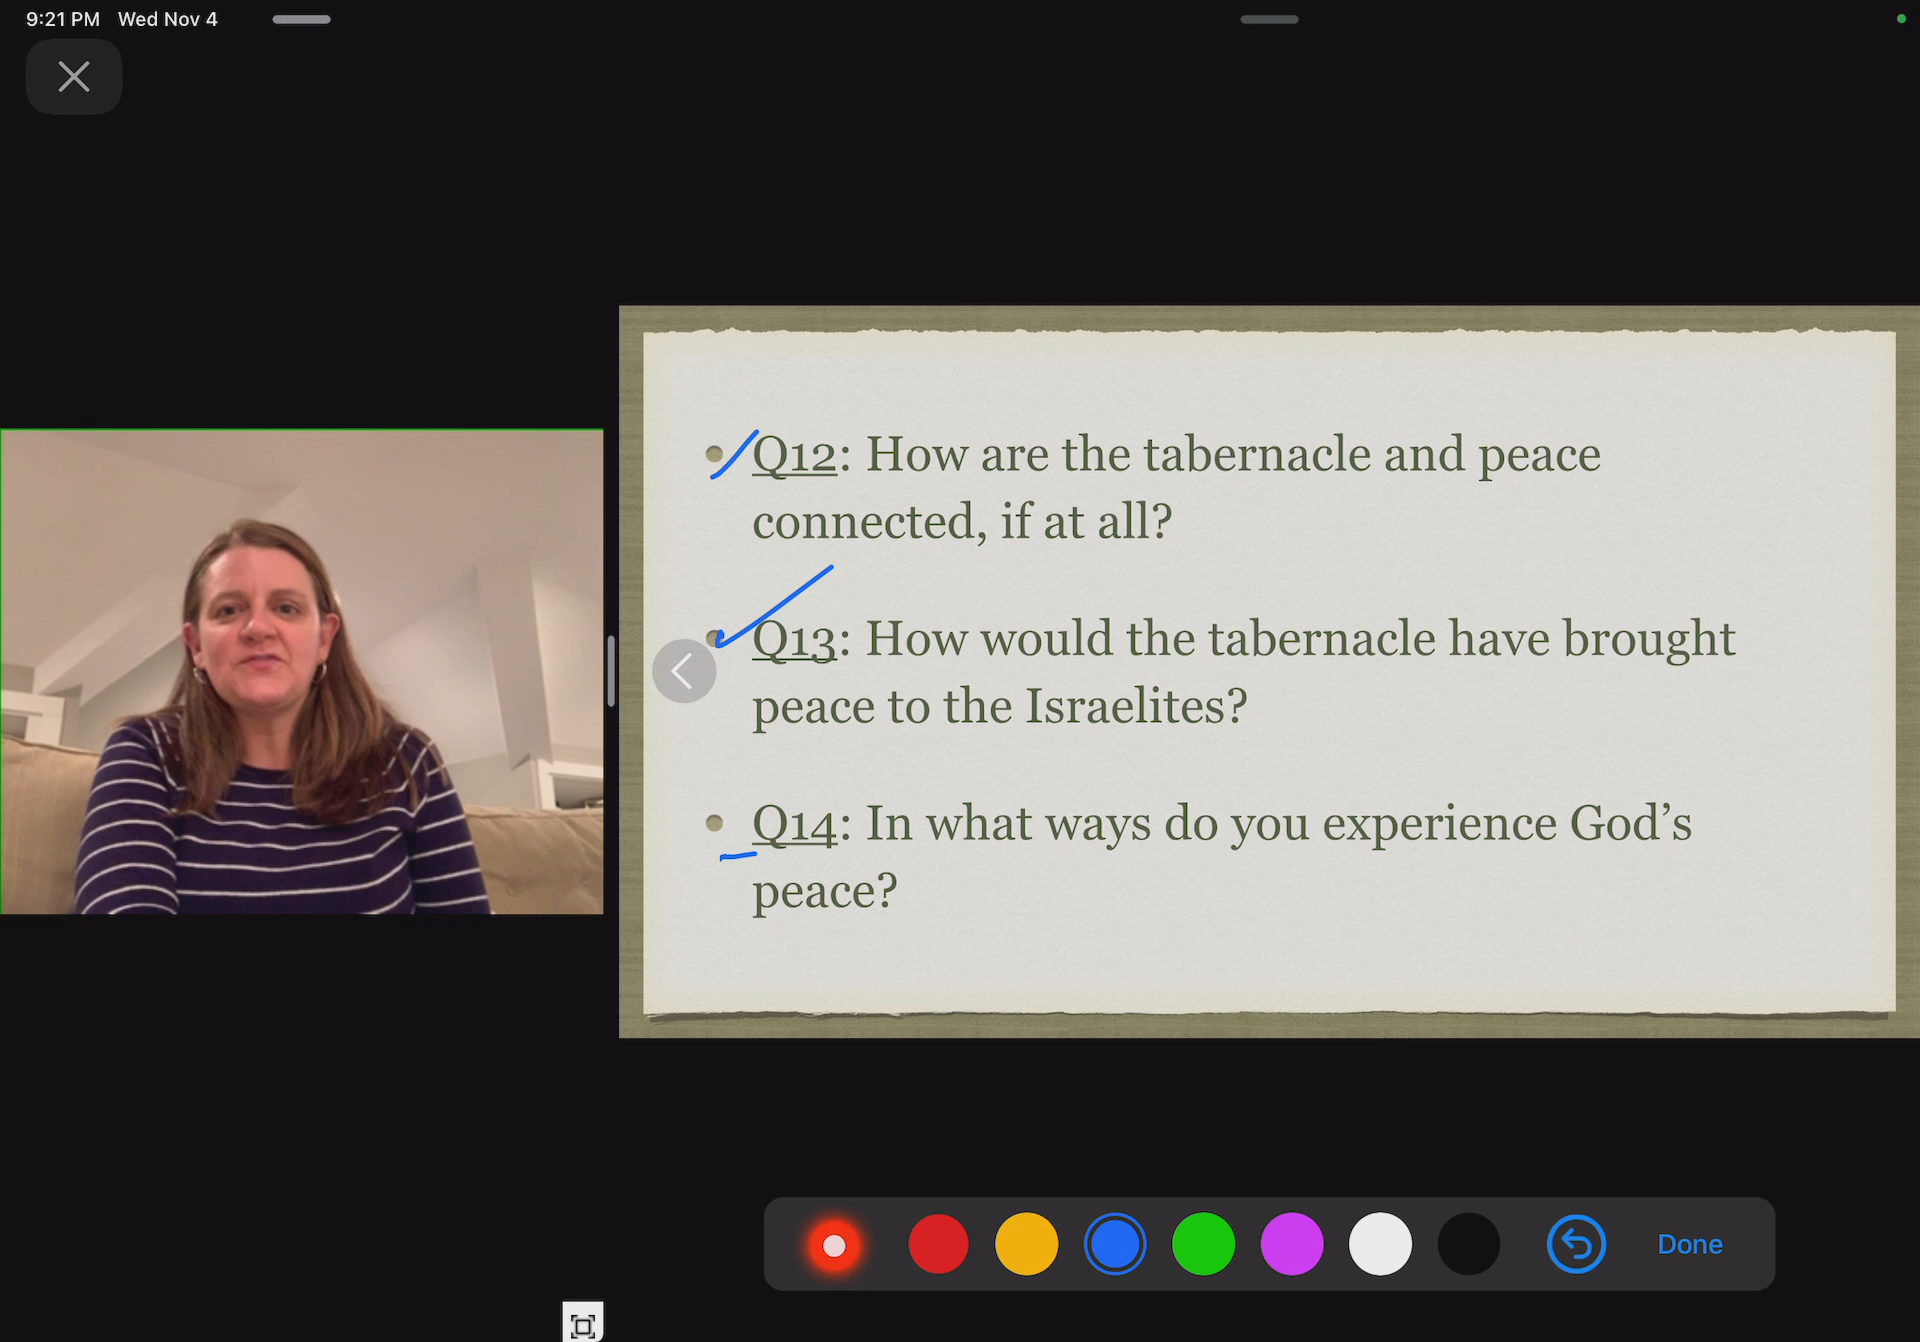 9:21 PM Wed Nov 4
Q12: How are the tabernacle and peace
connected, if at all?
Q13: How would the tabernacle have brought
peace to the Israelites?
Q14: In what ways do you experience God’s
peace?
Done